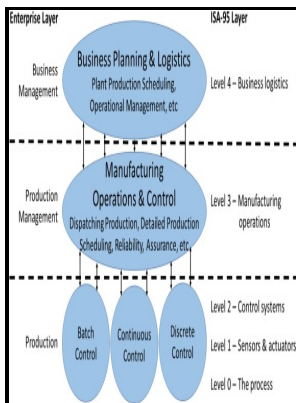 Enterprise Layer
ISA-95 Layer
Business Planning & Logistics
Plant Production Scheduling,
Operational Management, etc
Business
Management
Level 4 – Business logistics
Manufacturing
Operations & Control
Dispatching Production, Detailed Production
Scheduling, Reliability, Assurance, etc.
Production
Management
Level 3 – Manufacturing
operations
Production
Batch
Control
Continuous
Control
Discrete
Control
Level 2 – Control systems
Level 1 – Sensors & actuators
Level 0 – The process